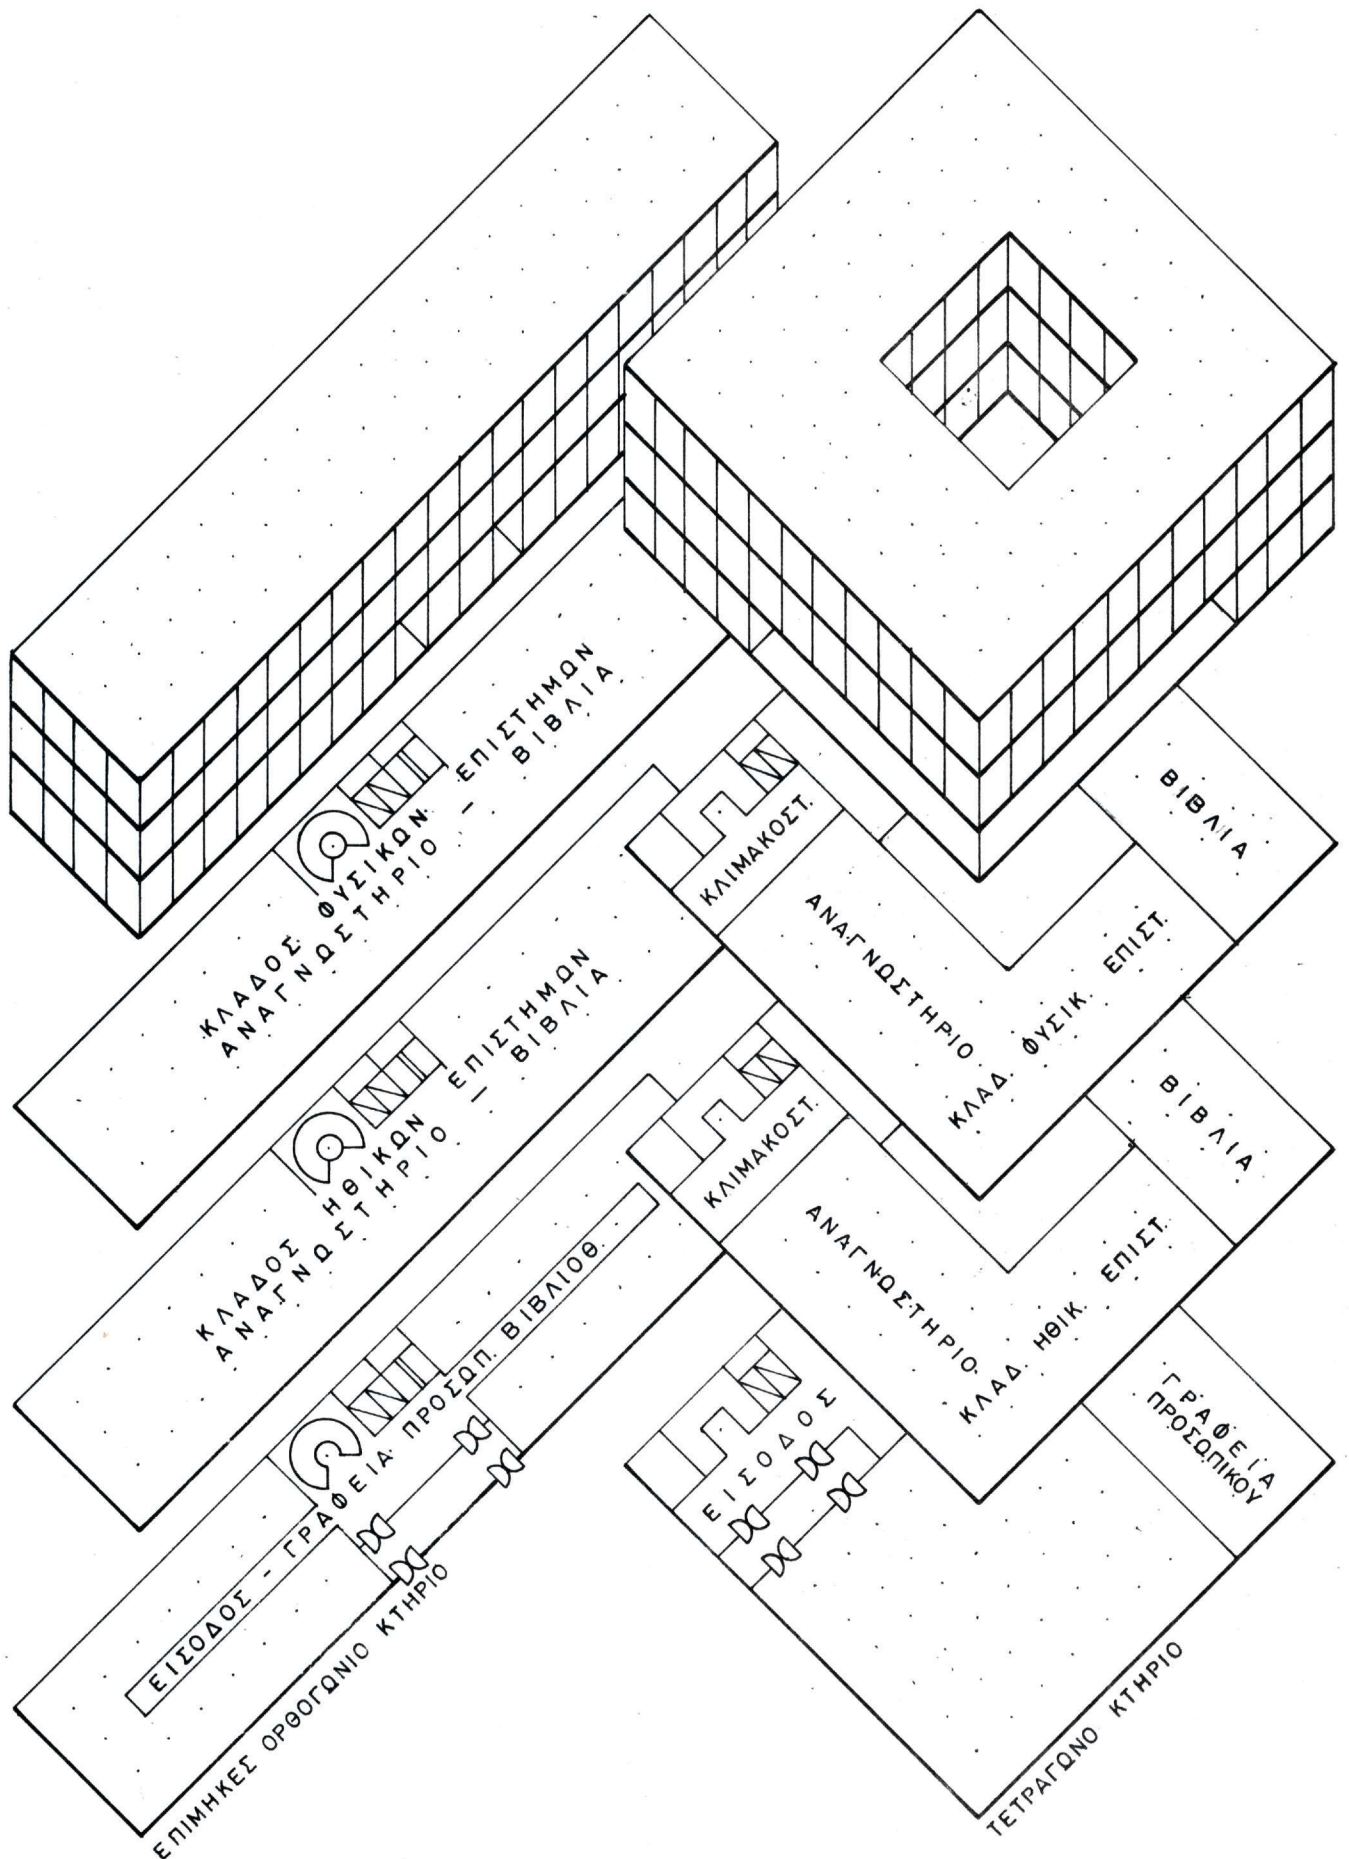 ΚΛΑΔΟΣ ΦΥΣΙΚΩΝ ΕΠΙΣΤΗΜΩΝ
ΑΝΑΓΝΩΣΤΗΡΙΟ - ΒΙΒΛΙΑ
ΚΛΑΔΟΣ ΗΘΙΚΩΝ ΕΠΙΣΤΗΜΩΝ
ΑΝΑΓΝΩΣΤΗΡΙΟ - ΒΙΒΛΙΑ
ΕΙΣΟΔΟΣ - ΓΡΑΦΕΙΑ ΠΡΟΣΩΠ. ΒΙΒΛΙΟΘ.
ΕΠΙΜΗΚΕΣ ΟΡΘΟΓΩΝΙΟ ΚΤΗΡΙΟ
ΚΛΙΜΑΚΟΣΤ.
ΑΝΑΓΝΩΣΤΗΡΙΟ
ΚΛΑΔ. ΦΥΣΙΚ. ΕΠΙΣΤ.
ΒΙΒΛΙΑ
ΚΛΙΜΑΚΟΣΤ.
ΑΝΑΓΝΩΣΤΗΡΙΟ
ΚΛΑΔ. ΗΘΙΚ. ΕΠΙΣΤ.
ΒΙΒΛΙΑ
ΕΙΣΟΔΟΣ
ΓΡΑΦΕΙΑ
ΠΡΟΣΩΠΙΚΟΥ
ΤΕΤΡΑΓΩΝΟ ΚΤΗΡΙΟ